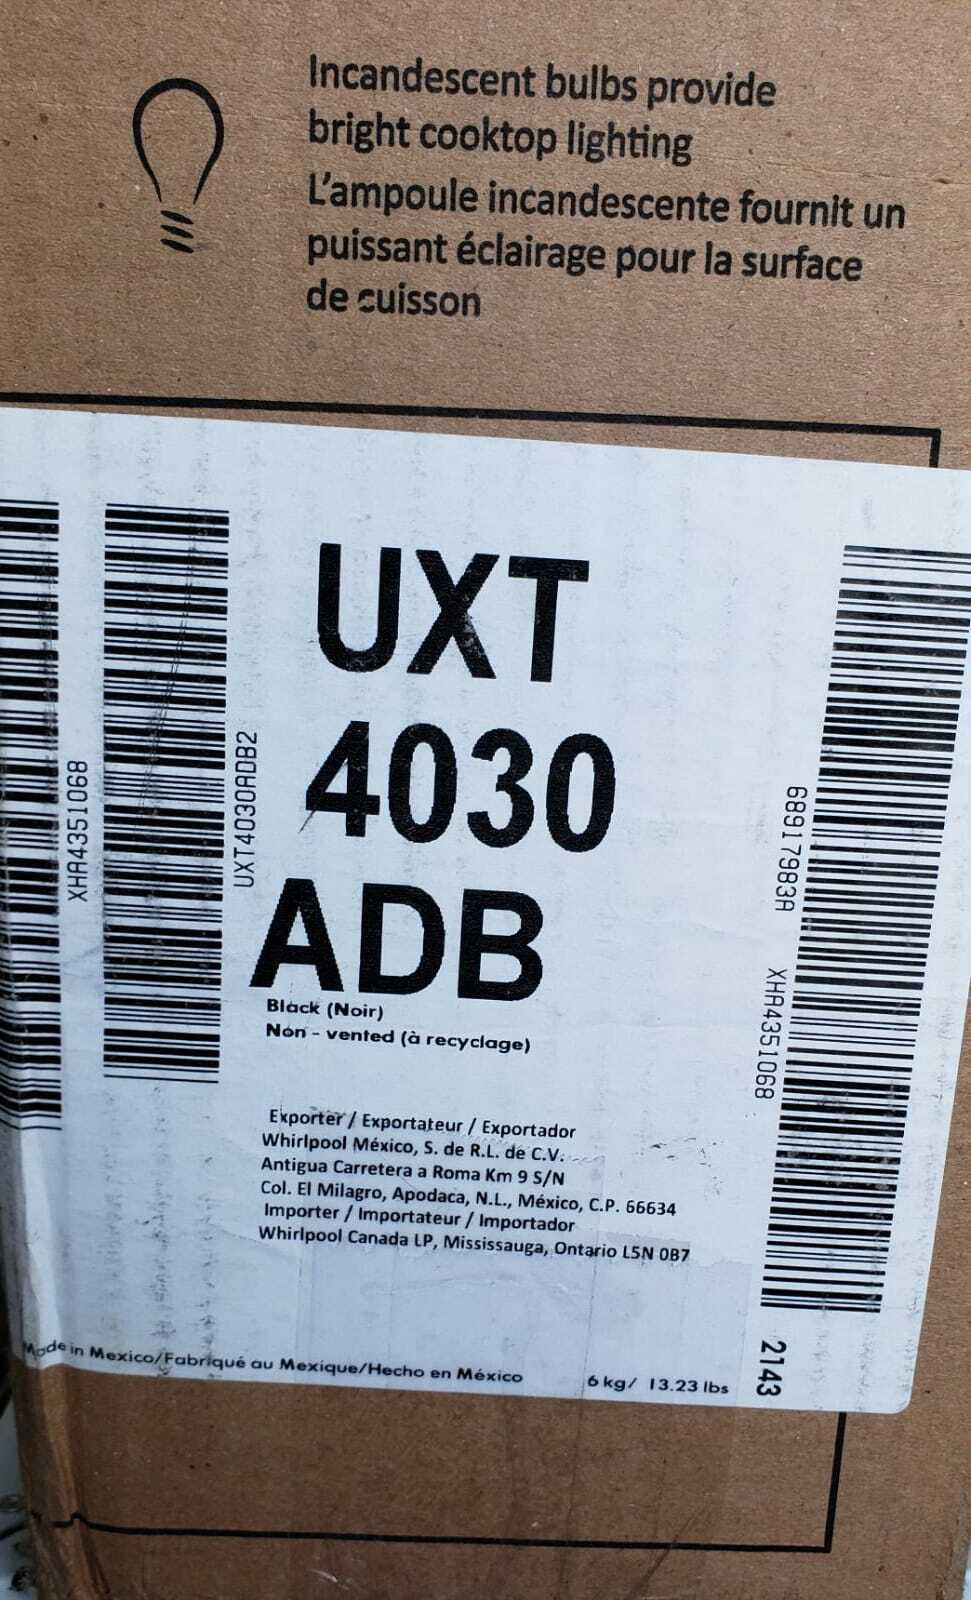 Incandescent bulbs provide
bright cooktop lighting
L'ampoule incandescente fournit un
puissant éclairage pour la surface
de cuisson
XHA4351068
UXT4030ADB2
UXT
4030
ADB
Black (Noir)
Non - vented (à recyclage)
68917983A
XHA4351068
Exporter / Exportateur / Exportador
Whirlpool México, S. de R.L. de C.V.
Antigua Carretera a Roma Km 9 S/N
Col. El Milagro, Apodaca, N.L., México, C.P. 66634
Importer / Importateur / Importador
Whirlpool Canada LP, Mississauga, Ontario L5N 0B7
Made in Mexico/Fabriqué au Mexique/Hecho en México
6 kg/ 13.23 lbs
2143